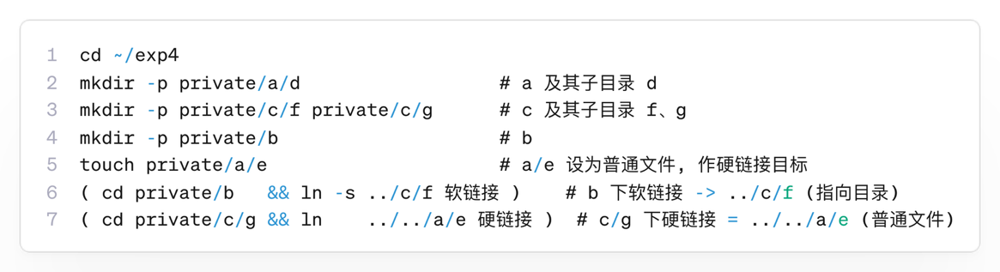 1 cd ~/exp4
2 mkdir -p private/a/d # a 及其子目录 d
3 mkdir -p private/c/f private/c/g # c 及其子目录 f、g
4 mkdir -p private/b # b
5 touch private/a/e # a/e 设为普通文件, 作硬链接目标
6 ( cd private/b && ln -s ../c/f 软链接 ) # b 下软链接 -> ../c/f (指向目录)
7 ( cd private/c/g && ln ../../a/e 硬链接 ) # c/g 下硬链接 = ../../a/e (普通文件)